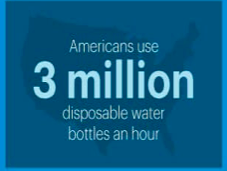 Americans use
3 million
disposable water
bottles an hour